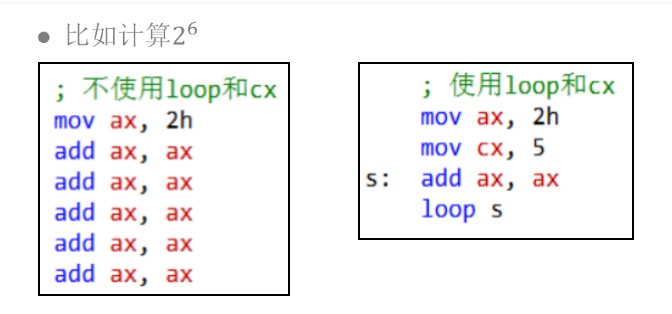 ● 比如计算2⁶
; 不使用loop和cx
mov ax, 2h
add ax, ax
add ax, ax
add ax, ax
add ax, ax
add ax, ax
; 使用loop和cx
mov ax, 2h
mov cx, 5
s: add ax, ax
loop s